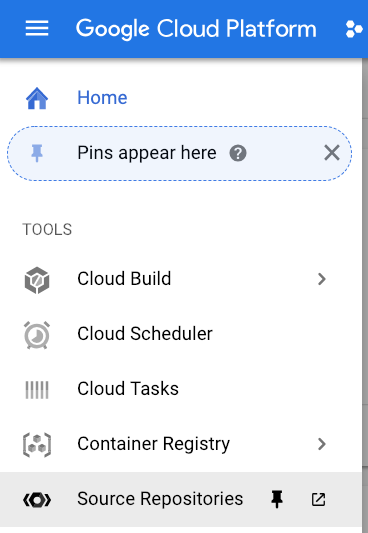 Google Cloud Platform
Home
Pins appear here ?
TOOLS
Cloud Build
Cloud Scheduler
Cloud Tasks
Container Registry
Source Repositories